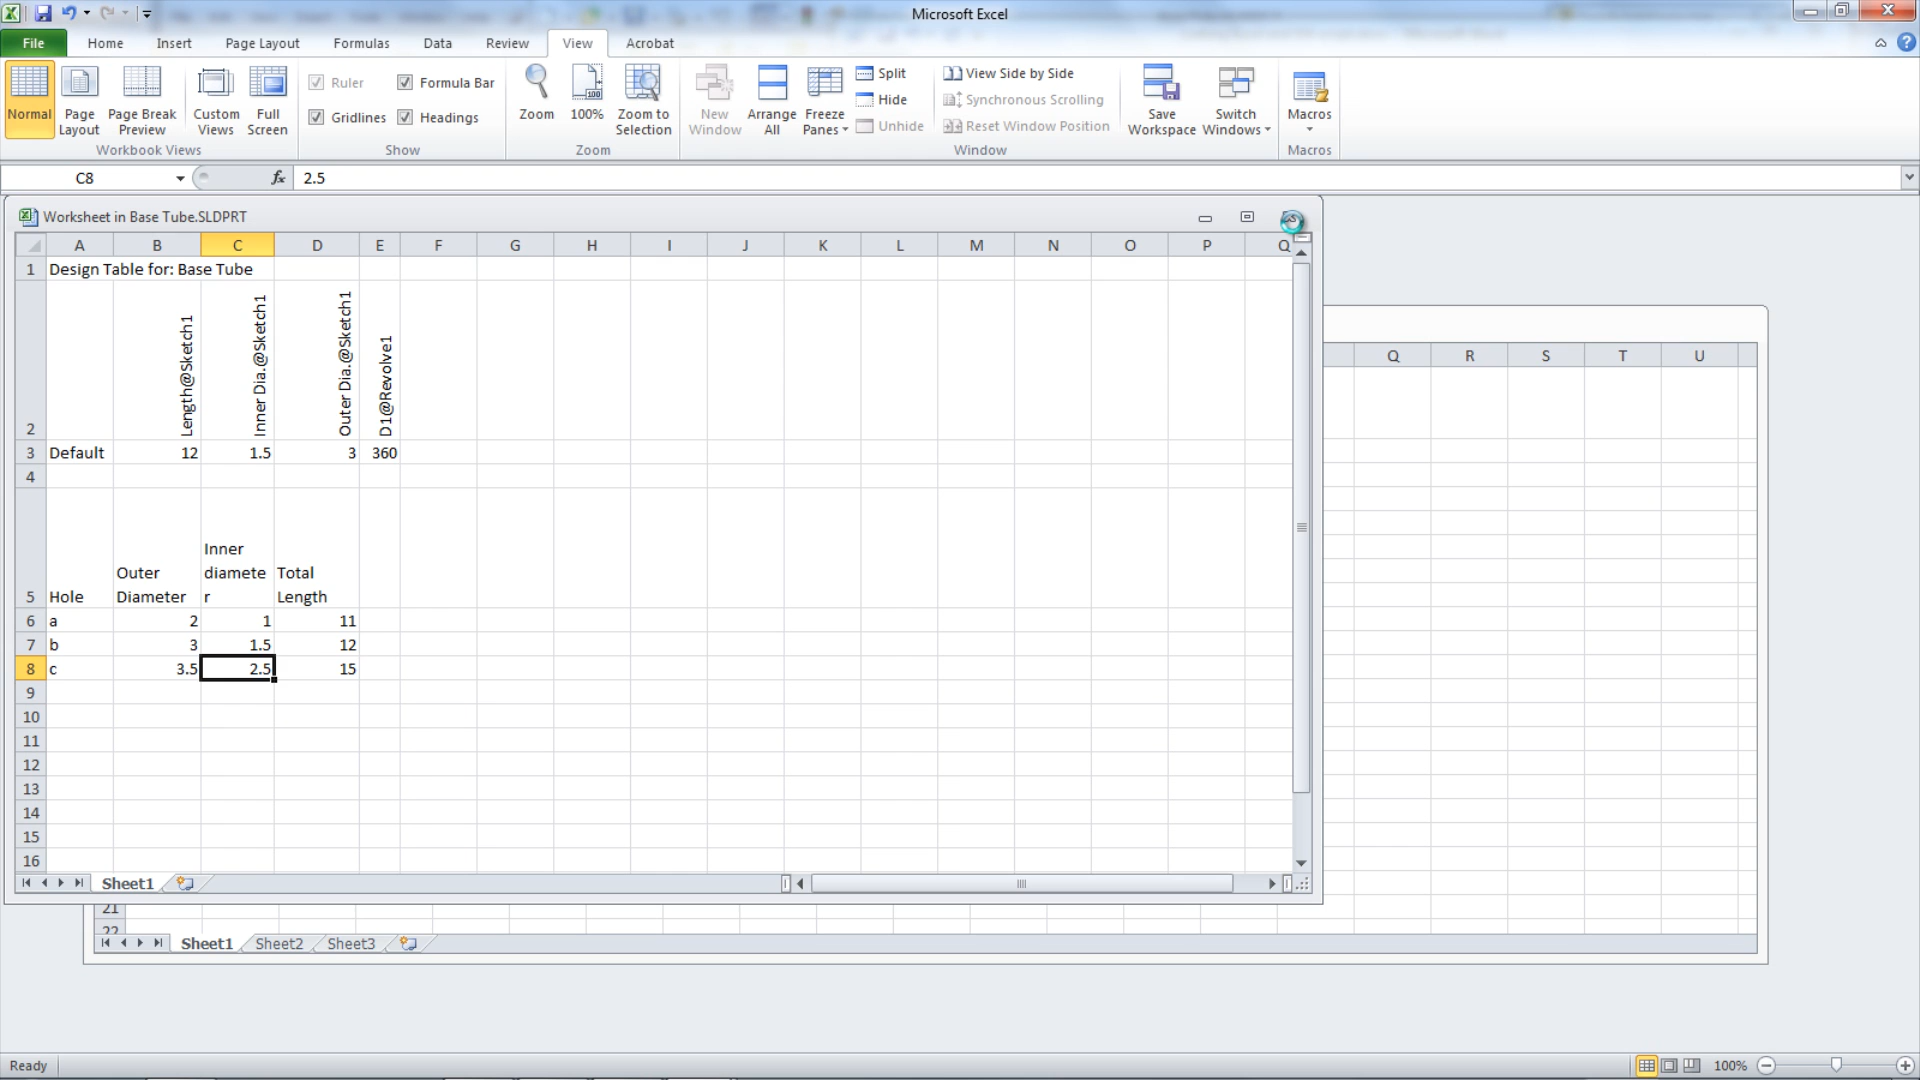 Microsoft Excel
File Home Insert Page Layout Formulas Data Review View Acrobat
Normal
Page Layout
Page Break Preview
Custom Views
Full Screen
Workbook Views
Ruler
Formula Bar
Gridlines
Headings
Show
Zoom
100
100%
Zoom to Selection
Zoom
New Window
Arrange All
Freeze Panes
Split
Hide
Unhide
View Side by Side
Synchronous Scrolling
Reset Window Position
Save Workspace
Switch Windows
Window
Macros
Macros
C8 fx 2.5
Worksheet in Base Tube.SLDPRT
A B C D E F G H I J K L M N O P Q
1 Design Table for: Base Tube
2 Length@Sketch1 Inner Dia.@Sketch1 Outer Dia.@Sketch1 D1@Revolve1
3 Default 12 1.5 3 360
4
5 Hole Outer Diameter Inner diameter Total Length
6 a 2 1 11
7 b 3 1.5 12
8 c 3.5 2.5 15
9
10
11
12
13
14
15
16
Sheet1
Q R S T U
21
22
Sheet1 Sheet2 Sheet3
Ready 100%